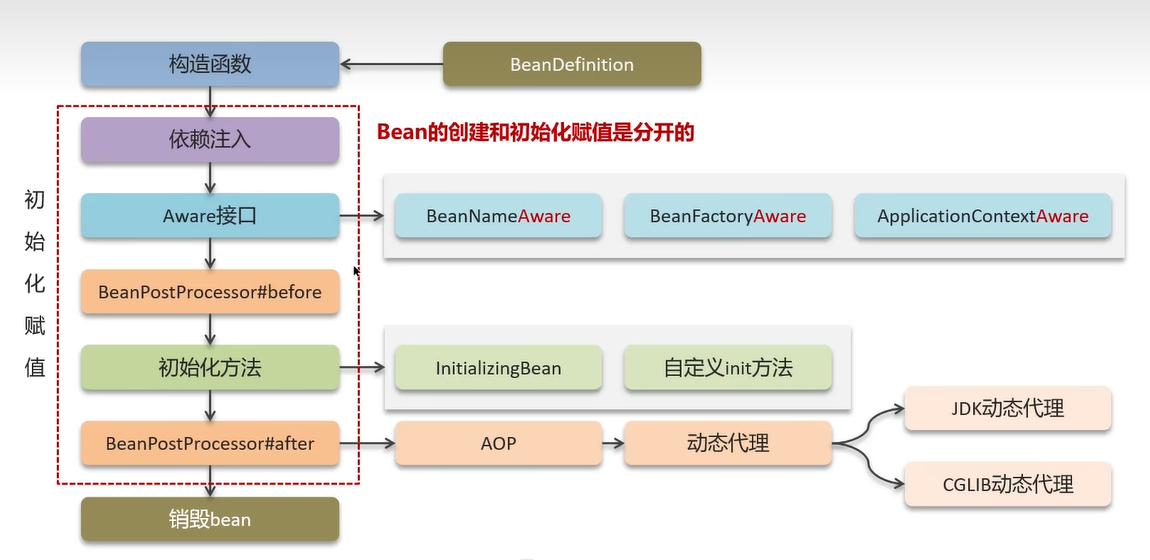 构造函数
BeanDefinition
依赖注入
Bean的创建和初始化赋值是分开的
初始化赋值
Aware接口
BeanNameAware
BeanFactoryAware
ApplicationContextAware
BeanPostProcessor#before
初始化方法
InitializingBean
自定义init方法
BeanPostProcessor#after
AOP
动态代理
JDK动态代理
CGLIB动态代理
销毁bean